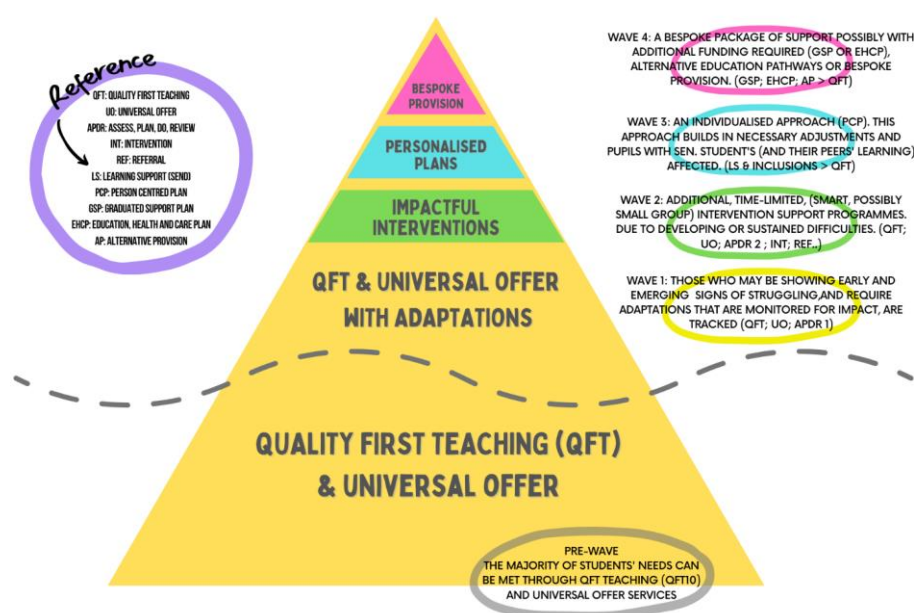 Reference
QFT: QUALITY FIRST TEACHING
UO: UNIVERSAL OFFER
APDR: ASSESS, PLAN, DO, REVIEW
INT: INTERVENTION
REF: REFERRAL
LS: LEARNING SUPPORT (SEND)
PCP: PERSON CENTRED PLAN
GSP: GRADUATED SUPPORT PLAN
EHCP: EDUCATION, HEALTH AND CARE PLAN
AP: ALTERNATIVE PROVISION
BESPOKE
PROVISION
PERSONALISED
PLANS
IMPACTFUL
INTERVENTIONS
QFT & UNIVERSAL OFFER
WITH ADAPTATIONS
QUALITY FIRST TEACHING (QFT)
& UNIVERSAL OFFER
WAVE 4: A BESPOKE PACKAGE OF SUPPORT POSSIBLY WITH
ADDITIONAL FUNDING REQUIRED (GSP OR EHCP),
ALTERNATIVE EDUCATION PATHWAYS OR BESPOKE
PROVISION. (GSP; EHCP; AP > QFT)
WAVE 3: AN INDIVIDUALISED APPROACH (PCP). THIS
APPROACH BUILDS IN NECESSARY ADJUSTMENTS AND
PUPILS WITH SEN. STUDENT'S (AND THEIR PEERS' LEARNING)
AFFECTED. (LS & INCLUSIONS > QFT)
WAVE 2: ADDITIONAL, TIME-LIMITED, (SMART, POSSIBLY
SMALL GROUP) INTERVENTION SUPPORT PROGRAMMES.
DUE TO DEVELOPING OR SUSTAINED DIFFICULTIES. (QFT;
UO; APDR 2 ; INT; REF..)
WAVE 1: THOSE WHO MAY BE SHOWING EARLY AND
EMERGING SIGNS OF STRUGGLING,AND REQUIRE
ADAPTATIONS THAT ARE MONITORED FOR IMPACT, ARE
TRACKED (QFT; UO; APDR 1)
PRE-WAVE
THE MAJORITY OF STUDENTS' NEEDS CAN
BE MET THROUGH QFT TEACHING (QFT10)
AND UNIVERSAL OFFER SERVICES